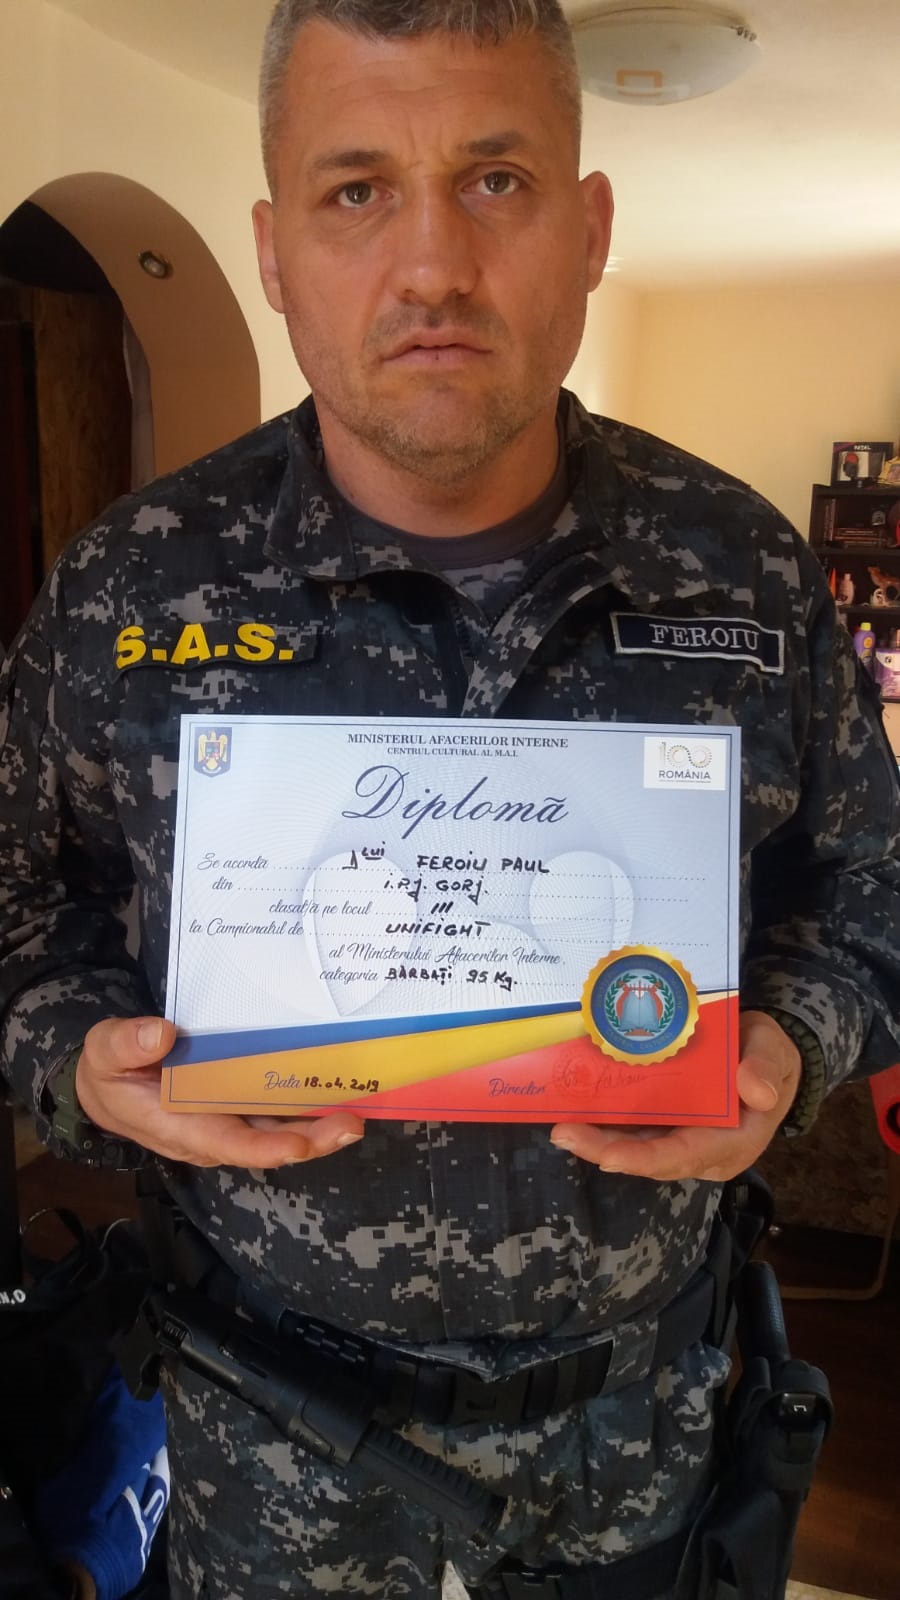 S.A.S.
FEROIU
MINISTERUL AFACERILOR INTERNE
CENTRUL CULTURAL AL M.A.I.
100
ROMÂNIA
Diplomă
Se acordă Dlui FEROIU PAUL
din I.P.J. GORJ.
clasat/ă pe locul III
la Campionatul de UNIFIGHT
al Ministerului Afacerilor Interne,
categoria BĂRBAȚI 95 Kg.
Data 18.04.2019
Director